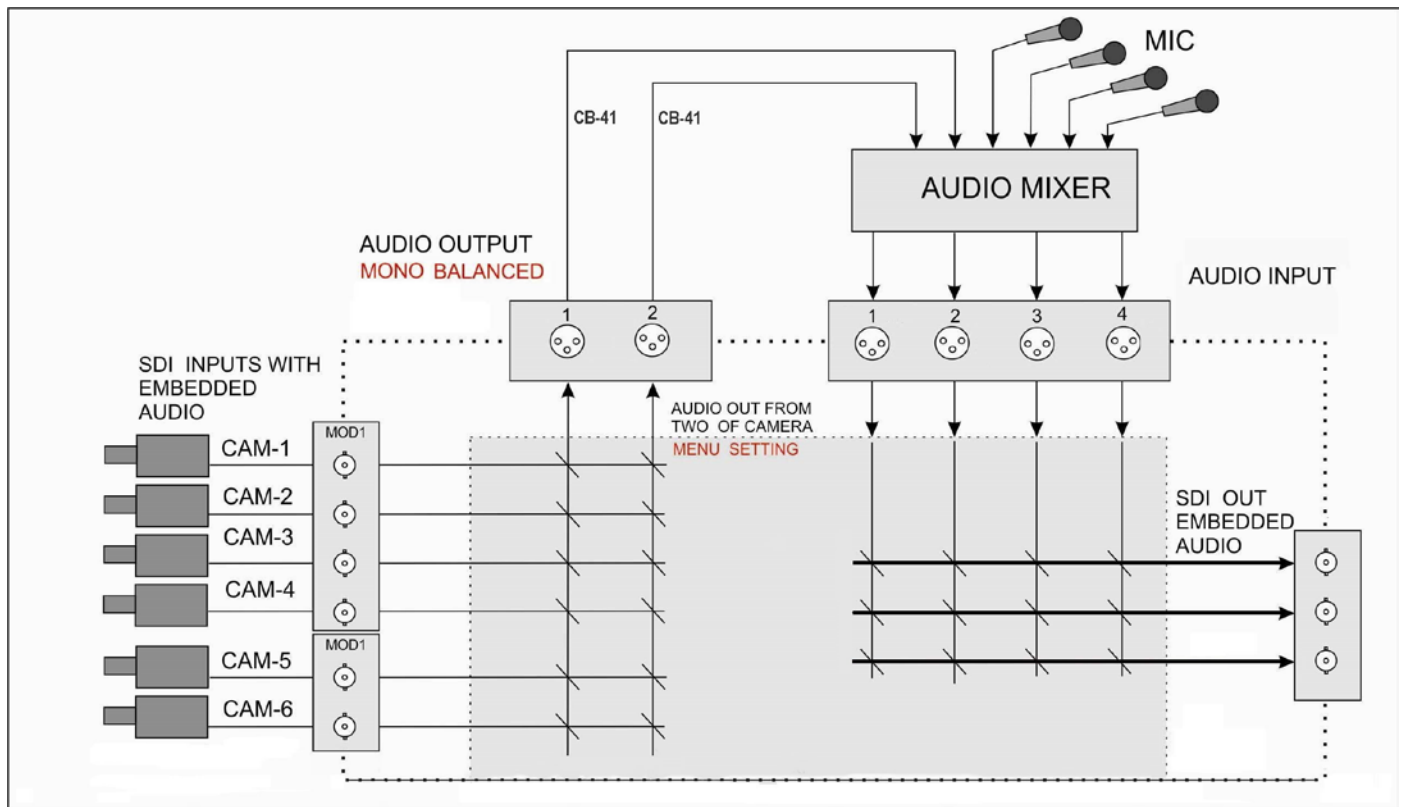 MIC
CB-41
CB-41
AUDIO MIXER
AUDIO OUTPUT
MONO BALANCED
AUDIO INPUT
1
2
1
2
3
4
SDI INPUTS WITH
EMBEDDED
AUDIO
AUDIO OUT FROM
TWO OF CAMERA
MENU SETTING
MOD1
CAM-1
CAM-2
CAM-3
CAM-4
MOD1
CAM-5
CAM-6
SDI OUT
EMBEDDED
AUDIO